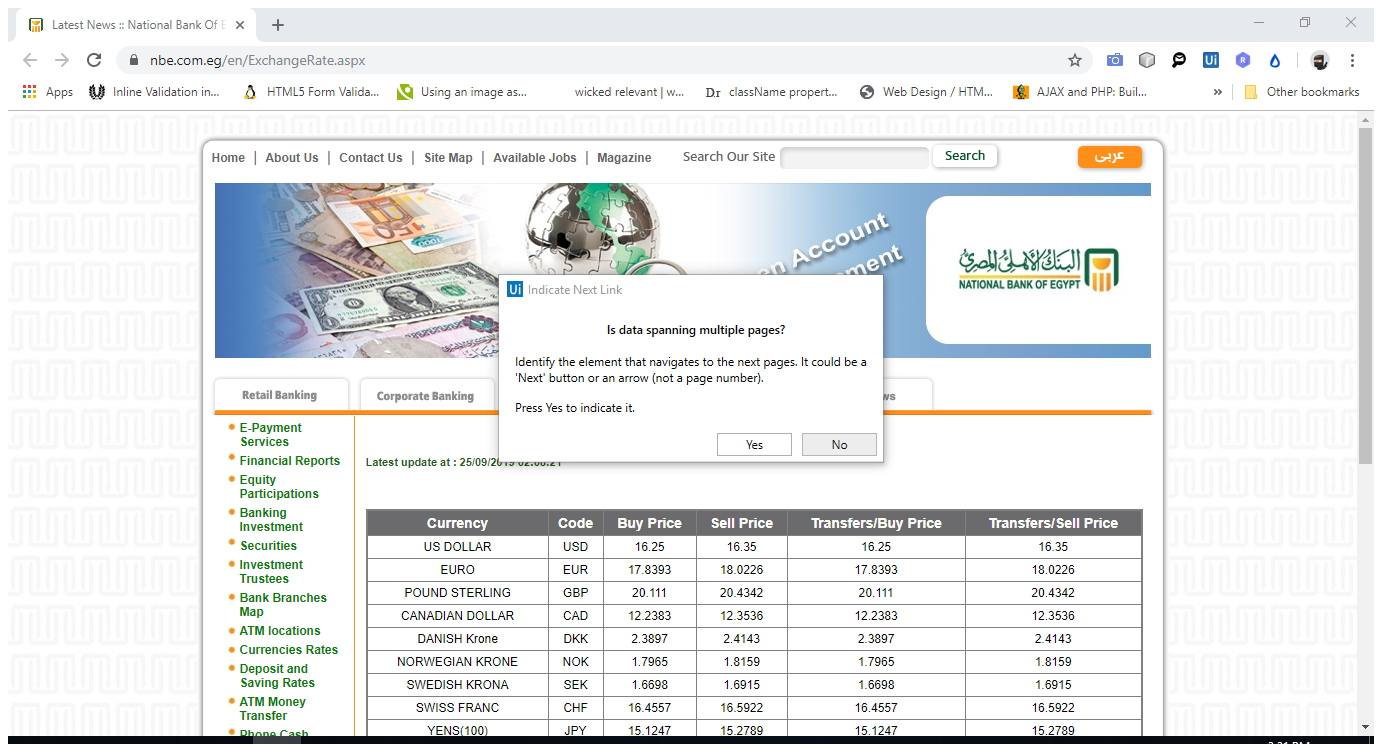 Latest News :: National Bank Of E
nbe.com.eg/en/ExchangeRate.aspx
Apps Inline Validation in... HTML5 Form Valida... Using an image as... wicked relevant | w... Dr className propert... Web Design / HTM... AJAX and PHP: Buil... » Other bookmarks
Home | About Us | Contact Us | Site Map | Available Jobs | Magazine Search Our Site Search عربى
en Account
ment
البنك الأهلي المصري
NATIONAL BANK OF EGYPT
Ui Indicate Next Link
Is data spanning multiple pages?
Identify the element that navigates to the next pages. It could be a
'Next' button or an arrow (not a page number).
Press Yes to indicate it.
Yes No
Retail Banking Corporate Banking ws
Latest update at : 25/09/2019 02:08:21
E-Payment
Services
Financial Reports
Equity
Participations
Banking
Investment
Securities
Investment
Trustees
Bank Branches
Map
ATM locations
Currencies Rates
Deposit and
Saving Rates
ATM Money
Transfer
Phone Cash
Currency Code Buy Price Sell Price Transfers/Buy Price Transfers/Sell Price
US DOLLAR USD 16.25 16.35 16.25 16.35
EURO EUR 17.8393 18.0226 17.8393 18.0226
POUND STERLING GBP 20.111 20.4342 20.111 20.4342
CANADIAN DOLLAR CAD 12.2383 12.3536 12.2383 12.3536
DANISH Krone DKK 2.3897 2.4143 2.3897 2.4143
NORWEGIAN KRONE NOK 1.7965 1.8159 1.7965 1.8159
SWEDISH KRONA SEK 1.6698 1.6915 1.6698 1.6915
SWISS FRANC CHF 16.4557 16.5922 16.4557 16.5922
YENS(100) JPY 15.1247 15.2789 15.1247 15.2789